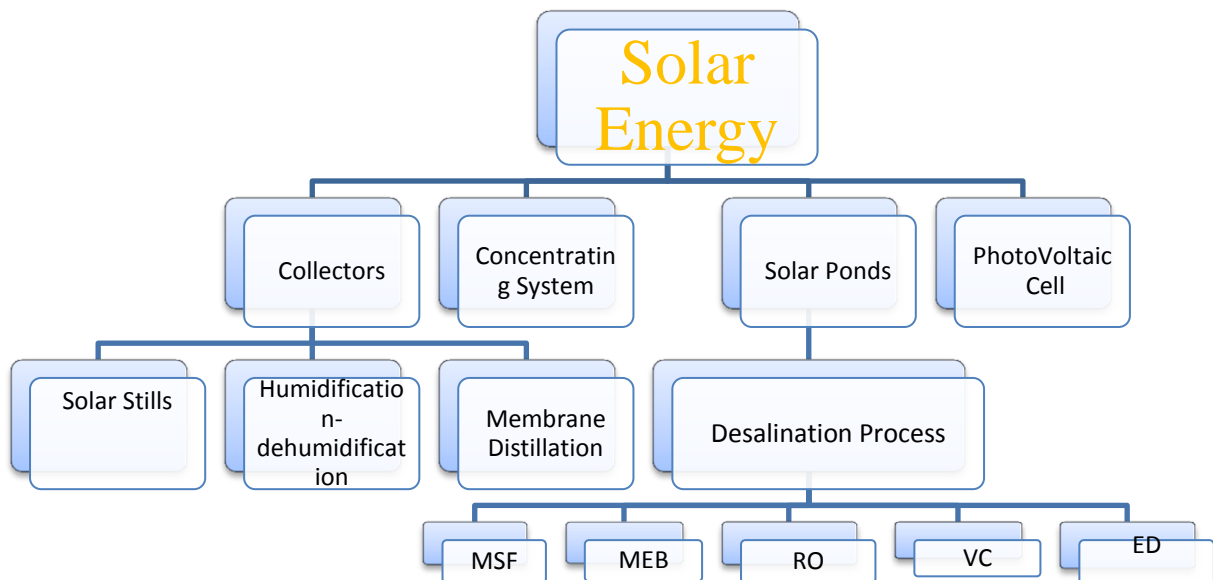 Solar
Energy
Collectors
Concentratin
g System
Solar Ponds
PhotoVoltaic
Cell
Solar Stills
Humidificatio
n-
dehumidificat
ion
Membrane
Distillation
Desalination Process
MSF
MEB
RO
VC
ED